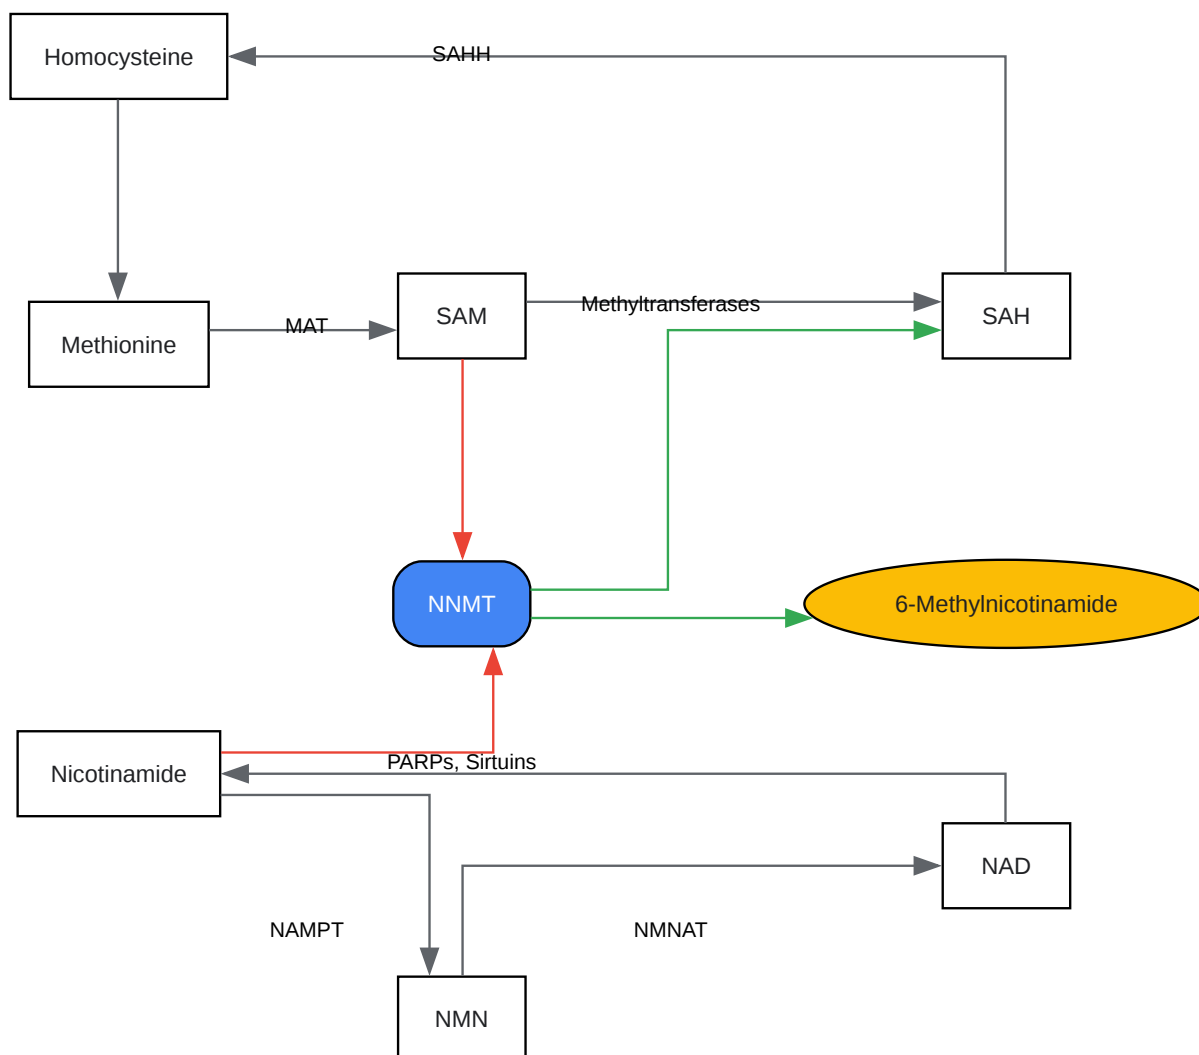 Homocysteine
SAHH
Methionine
MAT
SAM
Methyltransferases
SAH
NNMT
6-Methylnicotinamide
Nicotinamide
PARPs, Sirtuins
NAD
NAMPT
NMNAT
NMN